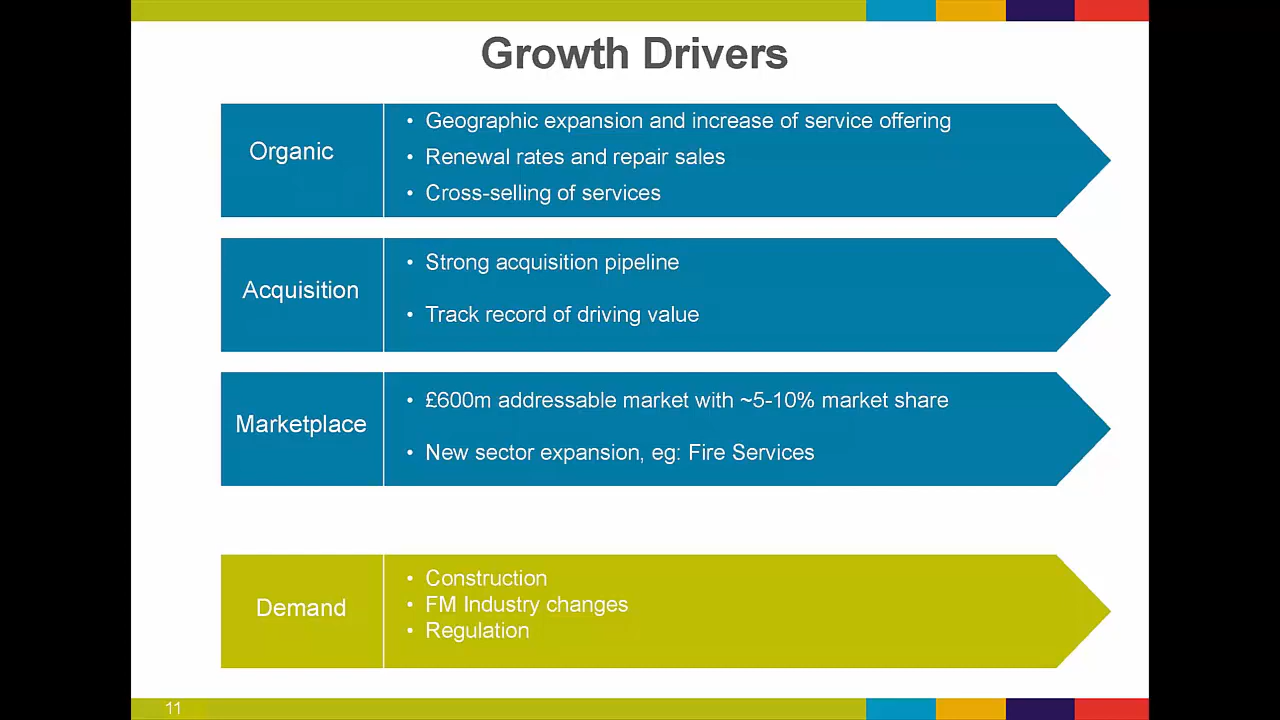 Growth Drivers
Organic
• Geographic expansion and increase of service offering
• Renewal rates and repair sales
• Cross-selling of services
Acquisition
• Strong acquisition pipeline
• Track record of driving value
Marketplace
• £600m addressable market with ~5-10% market share
• New sector expansion, eg: Fire Services
Demand
• Construction
• FM Industry changes
• Regulation
11